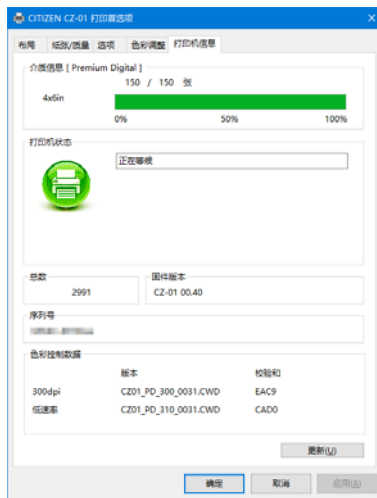 CITIZEN CZ-01 打印首选项
布局 纸张/质量 选项 色彩调整 打印机信息
介质信息 [ Premium Digital ]
150 / 150 张
4x6in
0% 50% 100%
打印机状态
正在等候
总数 固件版本
2991 CZ-01 00.40
序列号
色彩控制数据
版本 校验和
300dpi CZ01_PD_300_0031.CWD EAC9
低速率 CZ01_PD_310_0031.CWD CAD0
更新(U)
确定 取消 应用(A)